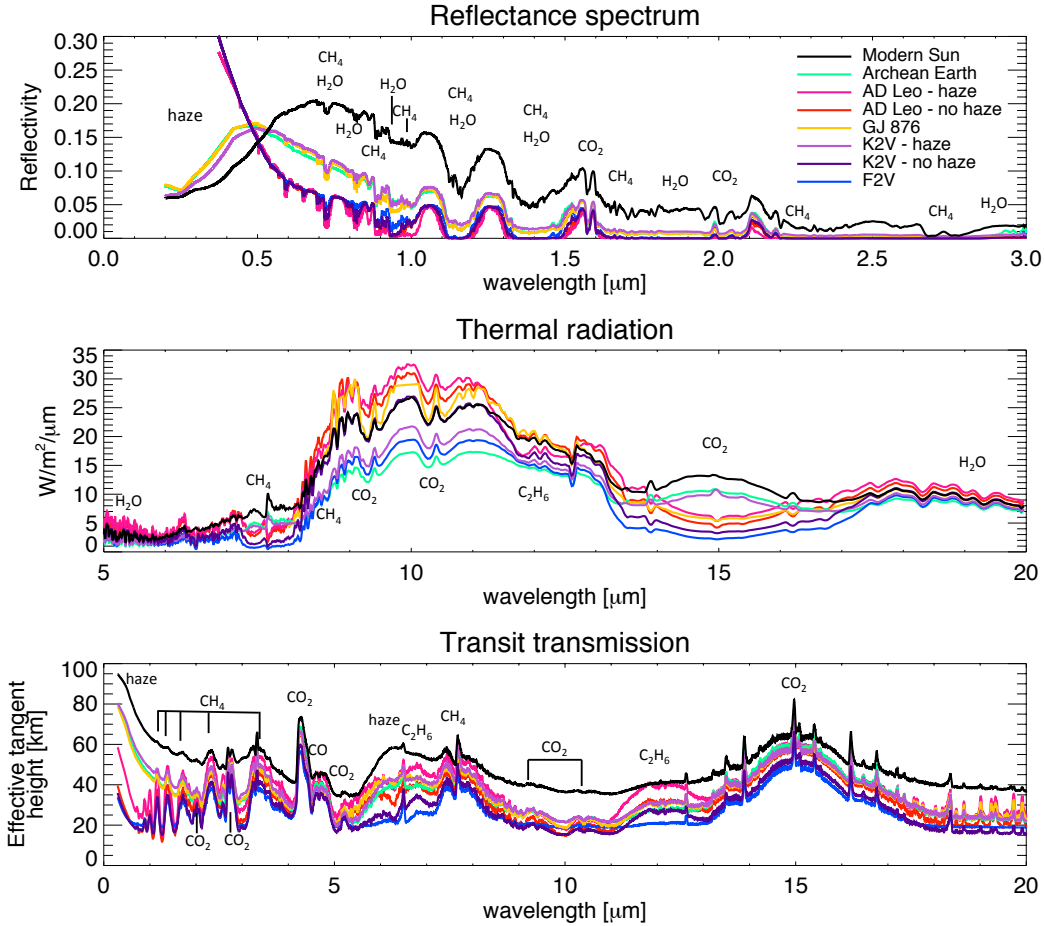 Reflectance spectrum
0.30
0.25
0.20
0.15
0.10
0.05
0.00
Reflectivity
haze
CH4
H2O
H2O
CH4
H2O
CH4
CH4
H2O
CH4
H2O
CO2
CH4
H2O
CO2
CH4
CH4
H2O
Modern Sun
Archean Earth
AD Leo - haze
AD Leo - no haze
GJ 876
K2V - haze
K2V - no haze
F2V
0.0 0.5 1.0 1.5 2.0 2.5 3.0
wavelength [μm]
Thermal radiation
35
30
25
20
15
10
5
0
W/m²/μm
H2O
CH4
CH4
CO2
CO2
C2H6
CO2
H2O
5 10 15 20
wavelength [μm]
Transit transmission
100
80
60
40
20
0
Effective tangent
height [km]
haze
CH4
CO2
CO2
CO2
CO
CO2
haze
C2H6
CH4
CO2
C2H6
CO2
0 5 10 15 20
wavelength [μm]